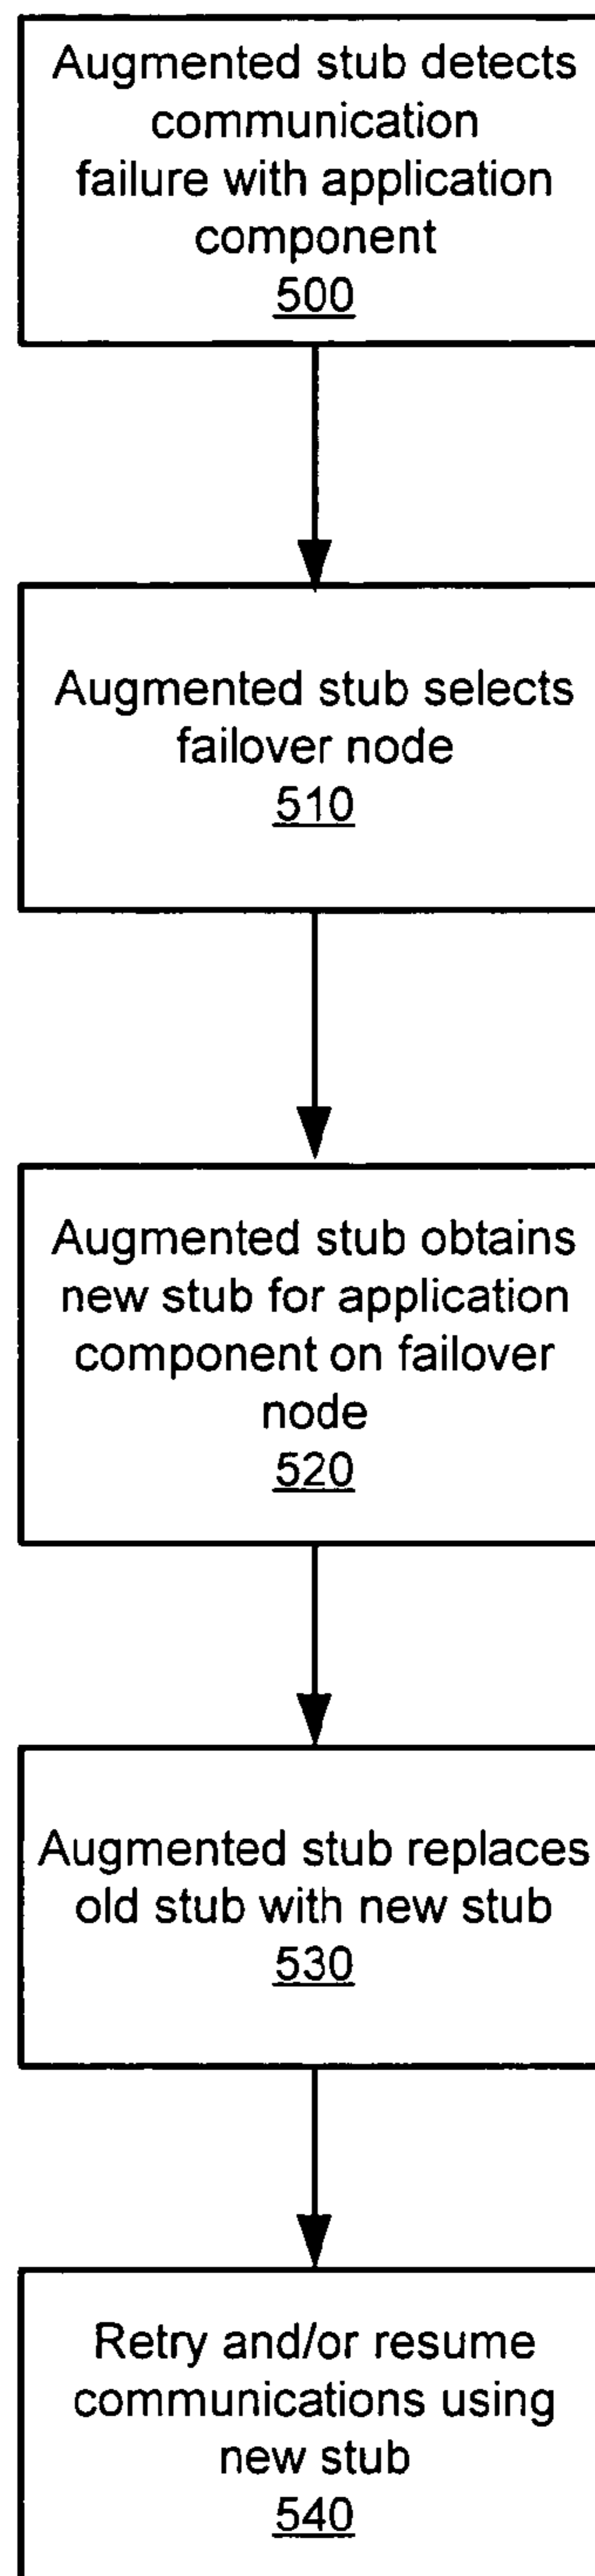 Augmented stub detects
communication
failure with application
component
500
Augmented stub selects
failover node
510
Augmented stub obtains
new stub for application
component on failover
node
520
Augmented stub replaces
old stub with new stub
530
Retry and/or resume
communications using
new stub
540